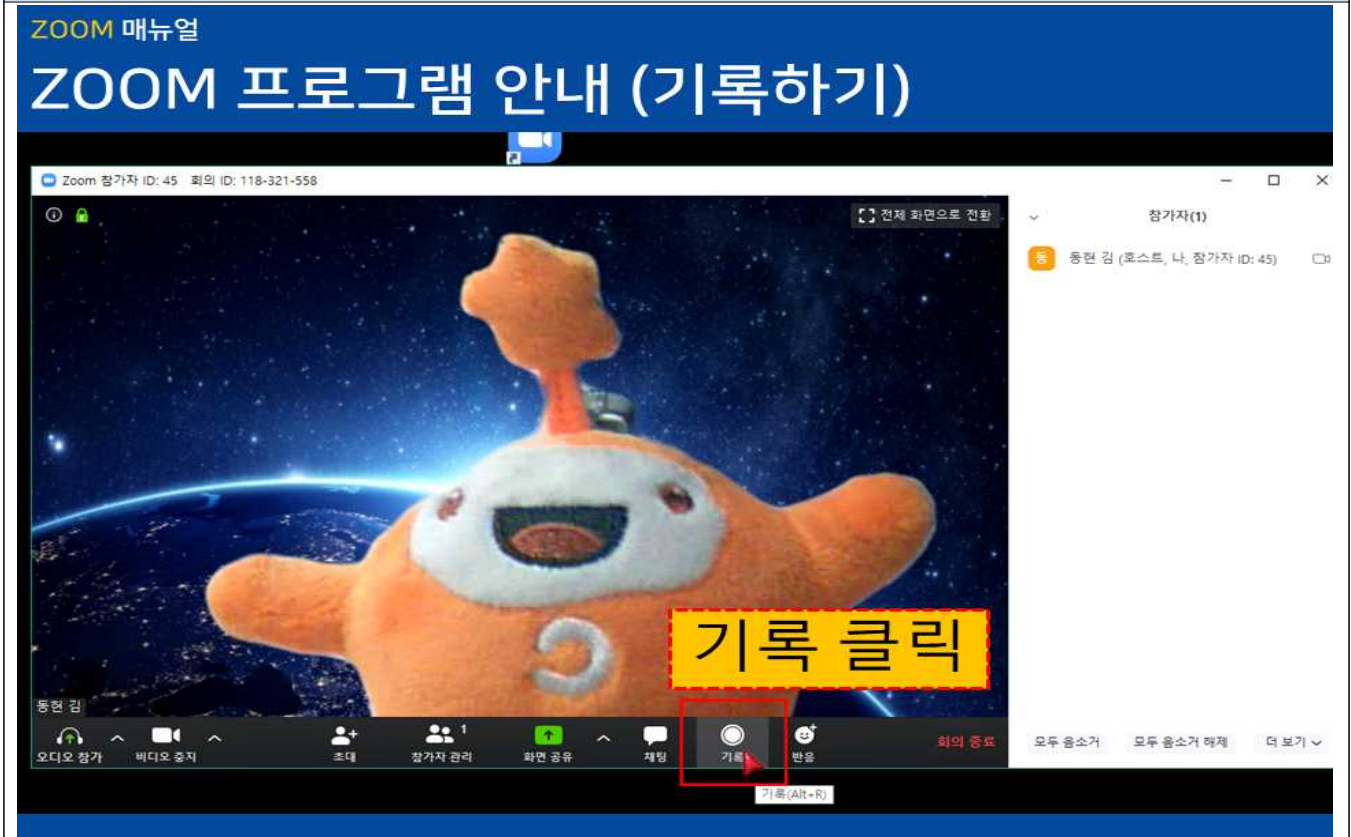 ZOOM 매뉴얼
ZOOM 프로그램 안내 (기록하기)
Zoom 참가자 ID: 45 회의 ID: 118-321-558
전체 화면으로 전환
참가자(1)
동 동현 김 (호스트, 나, 참가자 ID: 45)
기록 클릭
동현 김
오디오 참가 비디오 중지 초대 참가자 관리 1 화면 공유 채팅 기록 반응 회의 종료
모두 음소거 모두 음소거 해제 더 보기
기록(Alt+R)